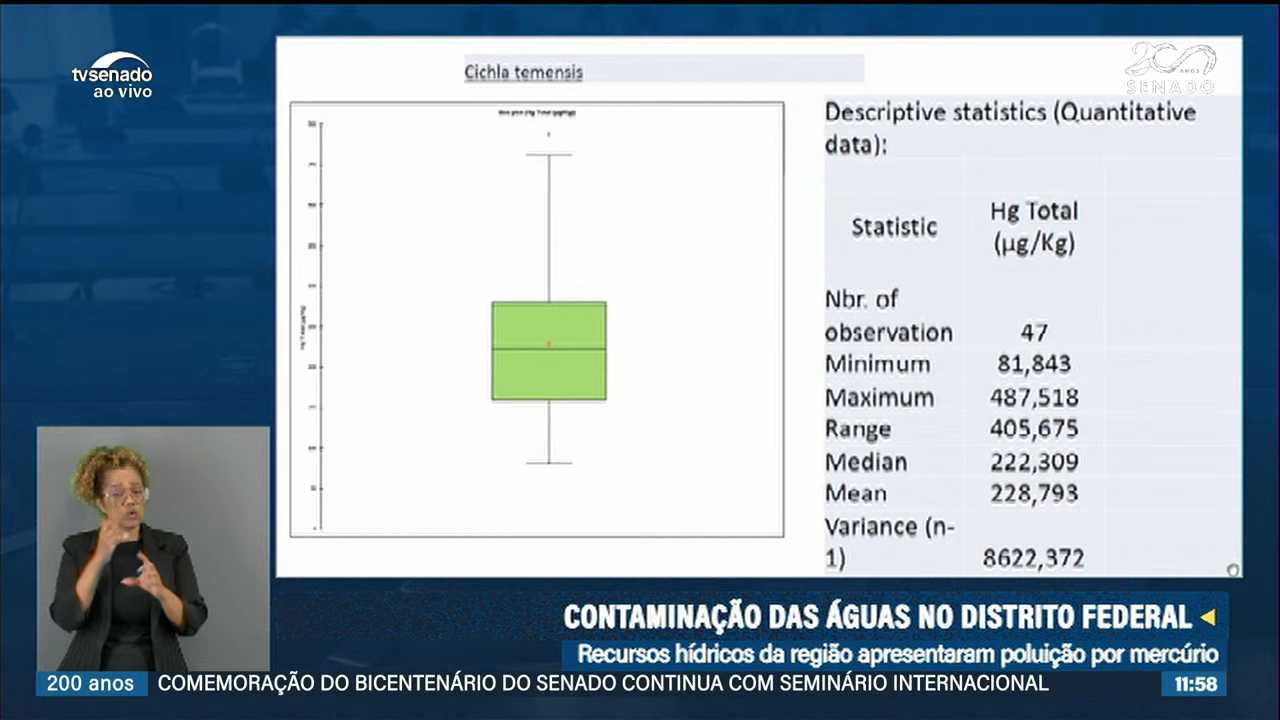 tvsenado
ao vivo
Cichla temensis
200 ANOS
SENADO
Descriptive statistics (Quantitative
data):
Statistic
Hg Total
(µg/Kg)
Nbr. of
observation 47
Minimum 81,843
Maximum 487,518
Range 405,675
Median 222,309
Mean 228,793
Variance (n-
1) 8622,372
CONTAMINAÇÃO DAS ÁGUAS NO DISTRITO FEDERAL
Recursos hídricos da região apresentaram poluição por mercúrio
200 anos COMEMORAÇÃO DO BICENTENÁRIO DO SENADO CONTINUA COM SEMINÁRIO INTERNACIONAL 11:58